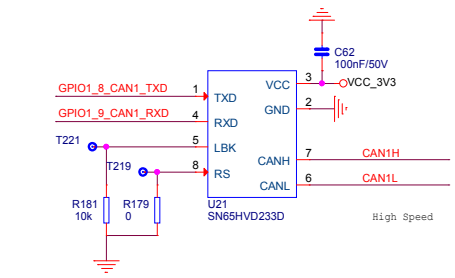 C62
100nF/50V
GPIO1_8_CAN1_TXD
1
TXD
VCC
3
VCC_3V3
GPIO1_9_CAN1_RXD
4
RXD
GND
2
T221
5
LBK
CANH
7
CAN1H
T219
8
RS
CANL
6
CAN1L
R181
10k
R179
0
U21
SN65HVD233D
High Speed